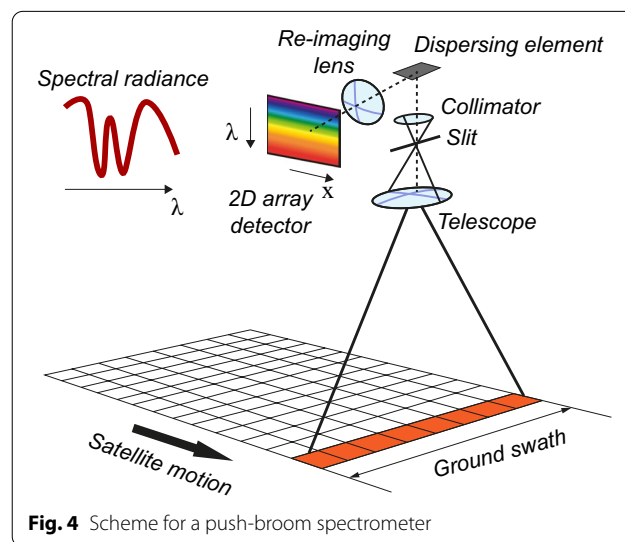 Re-imaging
lens
Dispersing element
Spectral radiance
Collimator
λ
Slit
x
λ
2D array
detector
Telescope
Satellite motion
Ground swath
Fig. 4 Scheme for a push-broom spectrometer